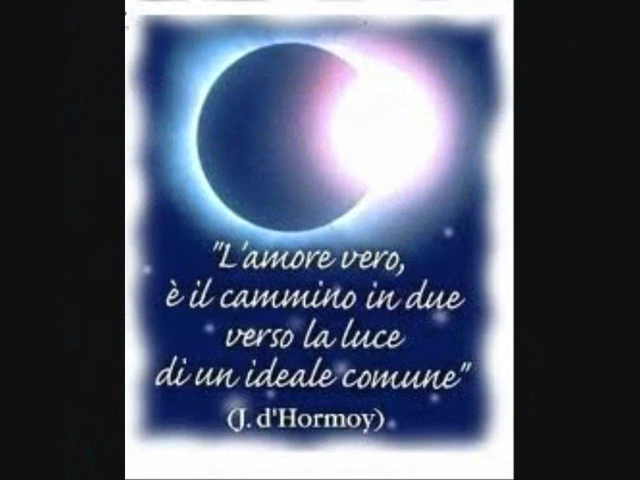 "L'amore vero,
è il cammino in due
verso la luce
di un ideale comune"
(J. d'Hormoy)